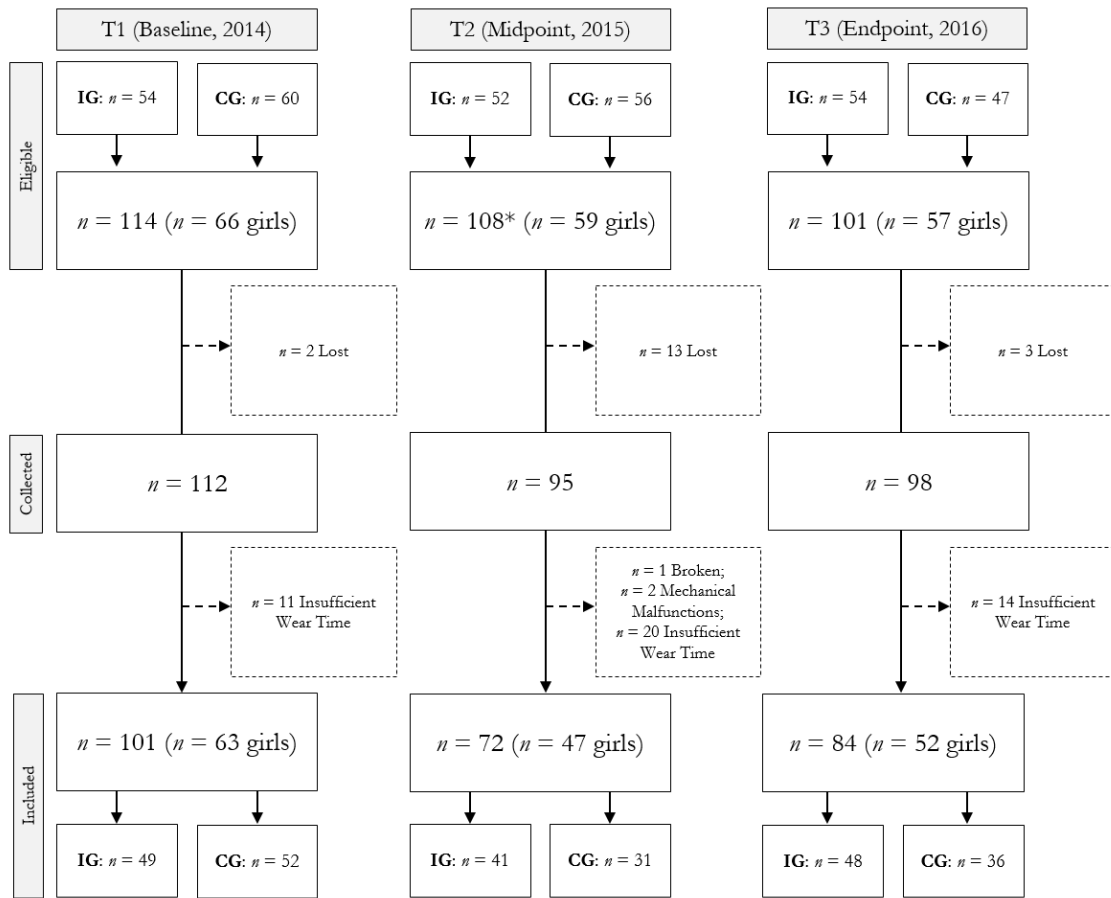 T1 (Baseline, 2014)
T2 (Midpoint, 2015)
T3 (Endpoint, 2016)
Eligible
IG: n = 54
CG: n = 60
IG: n = 52
CG: n = 56
IG: n = 54
CG: n = 47
n = 114 (n = 66 girls)
n = 108* (n = 59 girls)
n = 101 (n = 57 girls)
n = 2 Lost
n = 13 Lost
n = 3 Lost
Collected
n = 112
n = 95
n = 98
n = 11 Insufficient
Wear Time
n = 1 Broken;
n = 2 Mechanical
Malfunctions;
n = 20 Insufficient
Wear Time
n = 14 Insufficient
Wear Time
Included
n = 101 (n = 63 girls)
n = 72 (n = 47 girls)
n = 84 (n = 52 girls)
IG: n = 49
CG: n = 52
IG: n = 41
CG: n = 31
IG: n = 48
CG: n = 36